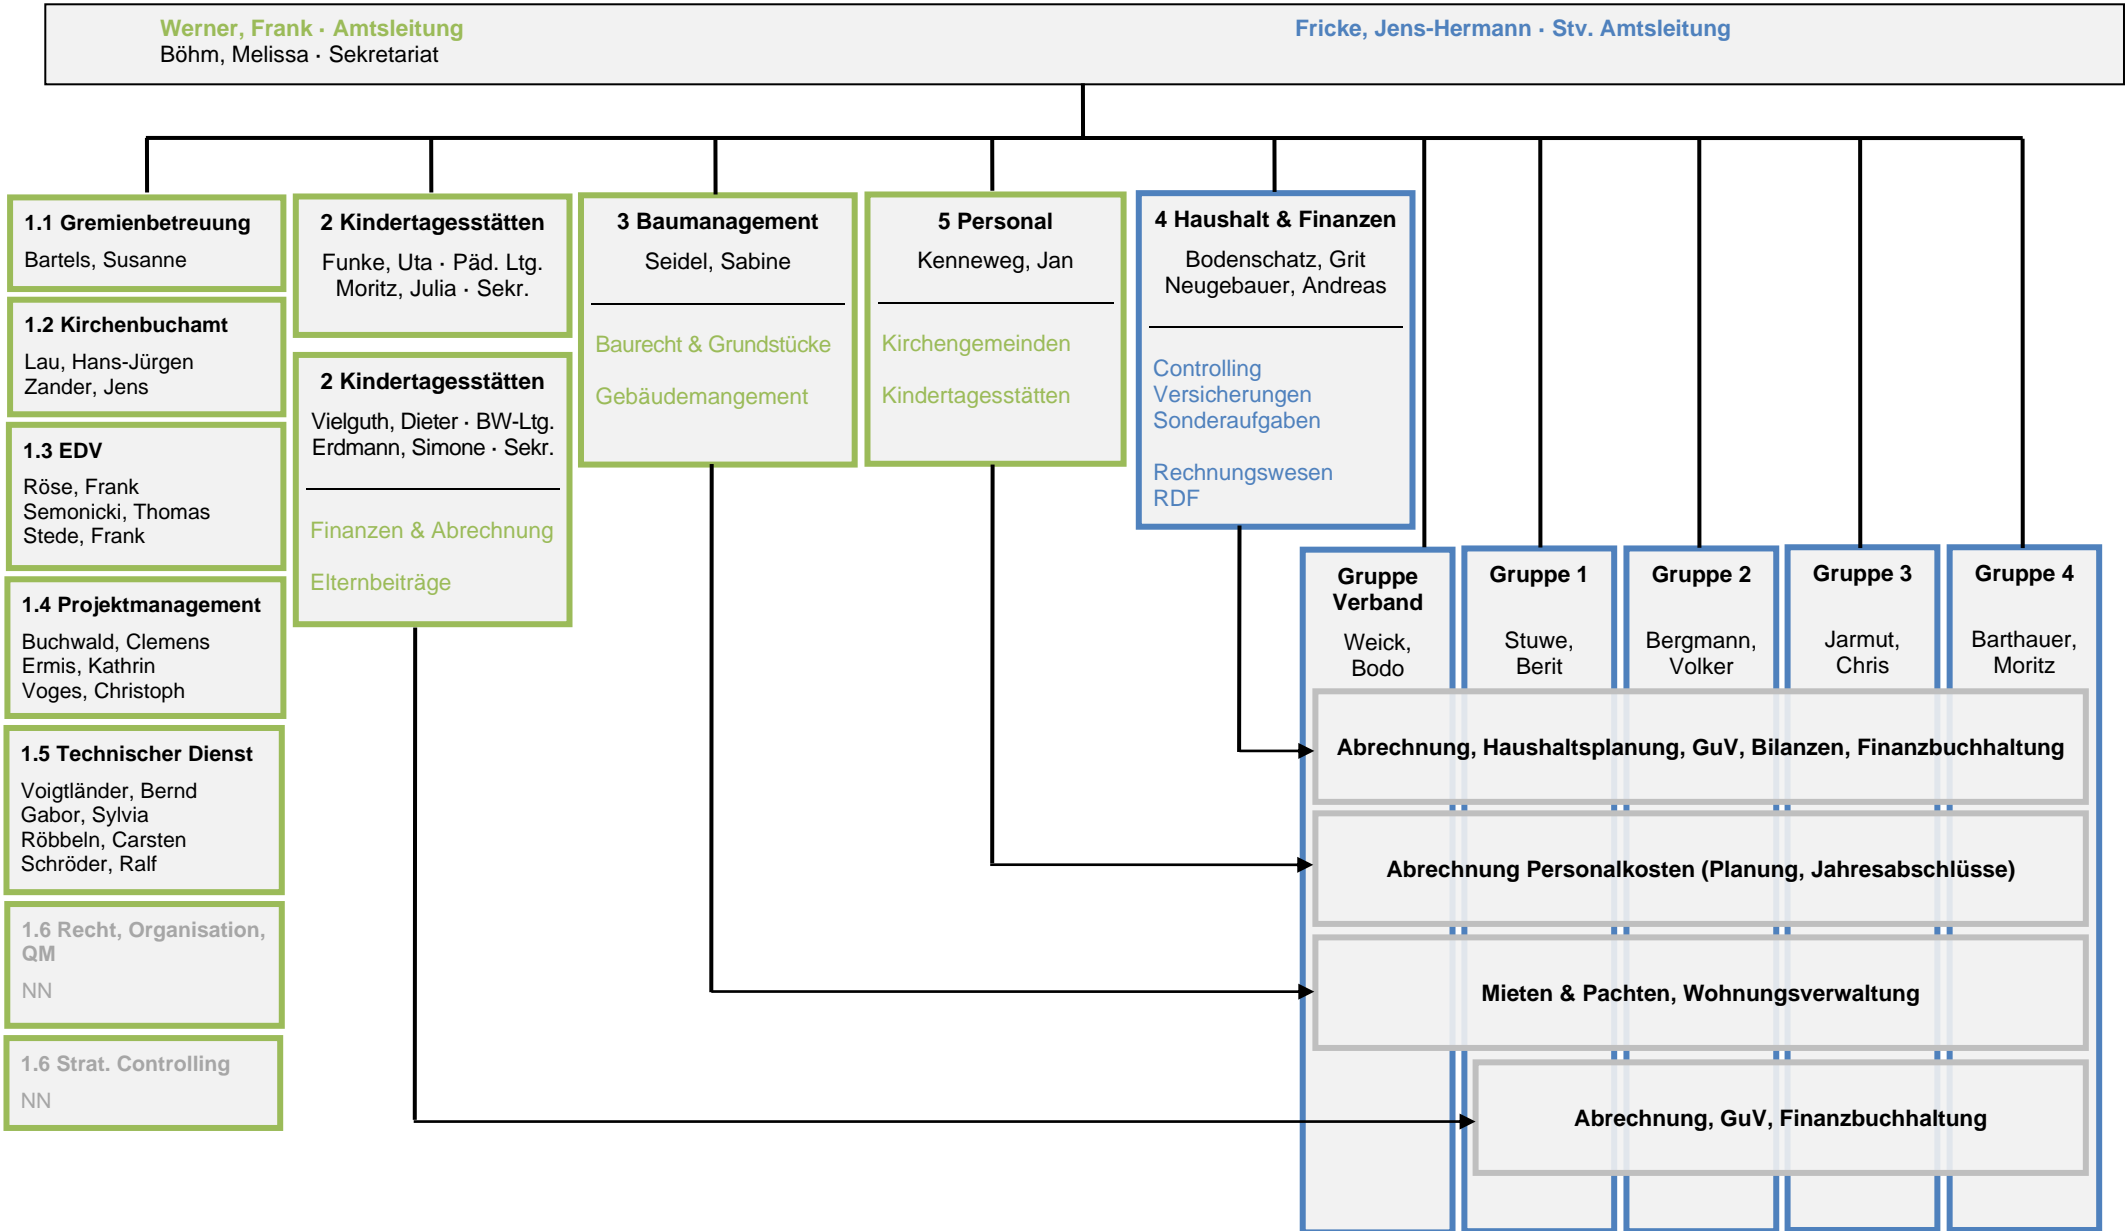 Werner, Frank · Amtsleitung
Böhm, Melissa · Sekretariat
Fricke, Jens-Hermann · Stv. Amtsleitung
1.1 Gremienbetreuung
Bartels, Susanne
1.2 Kirchenbuchamt
Lau, Hans-Jürgen
Zander, Jens
1.3 EDV
Röse, Frank
Semonicki, Thomas
Stede, Frank
1.4 Projektmanagement
Buchwald, Clemens
Ermis, Kathrin
Voges, Christoph
1.5 Technischer Dienst
Voigtländer, Bernd
Gabor, Sylvia
Röbbeln, Carsten
Schröder, Ralf
1.6 Recht, Organisation,
QM
NN
1.6 Strat. Controlling
NN
2 Kindertagesstätten
Funke, Uta · Päd. Ltg.
Moritz, Julia · Sekr.
2 Kindertagesstätten
Vielguth, Dieter · BW-Ltg.
Erdmann, Simone · Sekr.
Finanzen & Abrechnung
Elternbeiträge
3 Baumanagement
Seidel, Sabine
Baurecht & Grundstücke
Gebäudemangement
5 Personal
Kenneweg, Jan
Kirchengemeinden
Kindertagesstätten
4 Haushalt & Finanzen
Bodenschatz, Grit
Neugebauer, Andreas
Controlling
Versicherungen
Sonderaufgaben
Rechnungswesen
RDF
Gruppe
Verband
Weick,
Bodo
Gruppe 1
Stuwe,
Berit
Gruppe 2
Bergmann,
Volker
Gruppe 3
Jarmut,
Chris
Gruppe 4
Barthauer,
Moritz
Abrechnung, Haushaltsplanung, GuV, Bilanzen, Finanzbuchhaltung
Abrechnung Personalkosten (Planung, Jahresabschlüsse)
Mieten & Pachten, Wohnungsverwaltung
Abrechnung, GuV, Finanzbuchhaltung